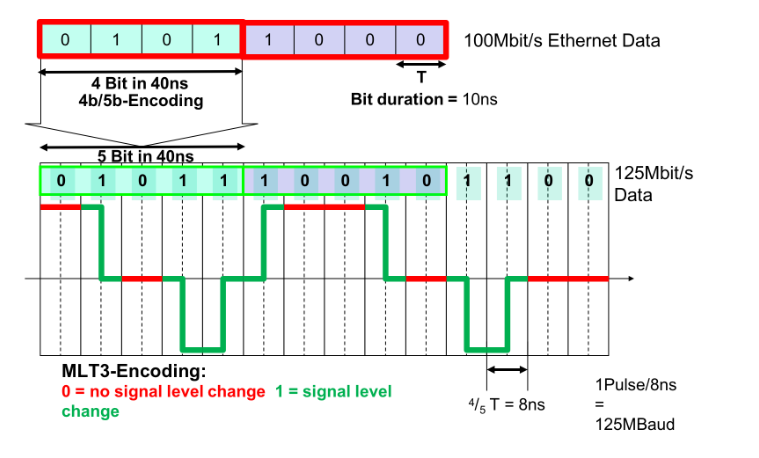 0 1 0 1 1 0 0 0 100Mbit/s Ethernet Data
T
4 Bit in 40ns
4b/5b-Encoding
Bit duration = 10ns
5 Bit in 40ns
0 1 0 1 1 1 0 0 1 0 1 1 0 0 125Mbit/s
Data
MLT3-Encoding:
0 = no signal level change 1 = signal level
change
4/5 T = 8ns
1Pulse/8ns
=
125MBaud